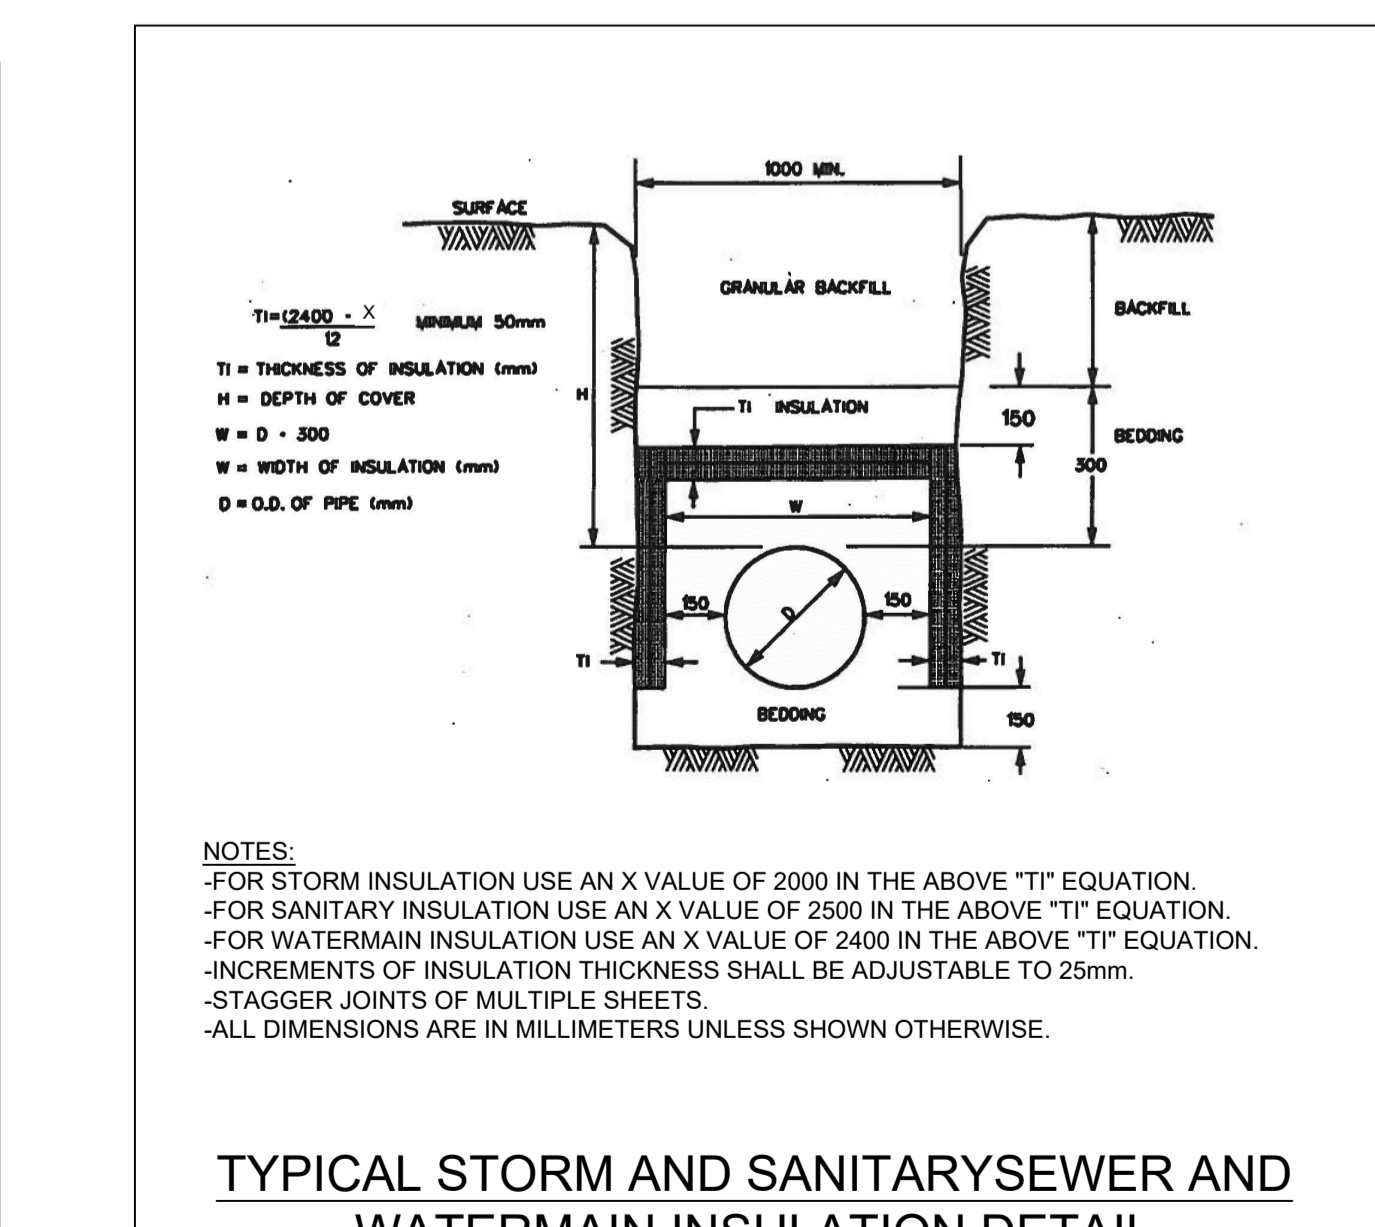 1000 MIN.
SURFACE
GRANULAR BACKFILL
BACKFILL
TI=(2400 - X
12
MINIMUM 50mm
TI = THICKNESS OF INSULATION (mm)
H = DEPTH OF COVER
W = D + 300
W = WIDTH OF INSULATION (mm)
D = O.D. OF PIPE (mm)
H
TI INSULATION
150
BEDDING
300
W
150
D
150
TI
TI
BEDDING
150
NOTES:
-FOR STORM INSULATION USE AN X VALUE OF 2000 IN THE ABOVE "TI" EQUATION.
-FOR SANITARY INSULATION USE AN X VALUE OF 2500 IN THE ABOVE "TI" EQUATION.
-FOR WATERMAIN INSULATION USE AN X VALUE OF 2400 IN THE ABOVE "TI" EQUATION.
-INCREMENTS OF INSULATION THICKNESS SHALL BE ADJUSTABLE TO 25mm.
-STAGGER JOINTS OF MULTIPLE SHEETS.
-ALL DIMENSIONS ARE IN MILLIMETERS UNLESS SHOWN OTHERWISE.
TYPICAL STORM AND SANITARYSEWER AND
WATERMAIN INSULATION DETAIL